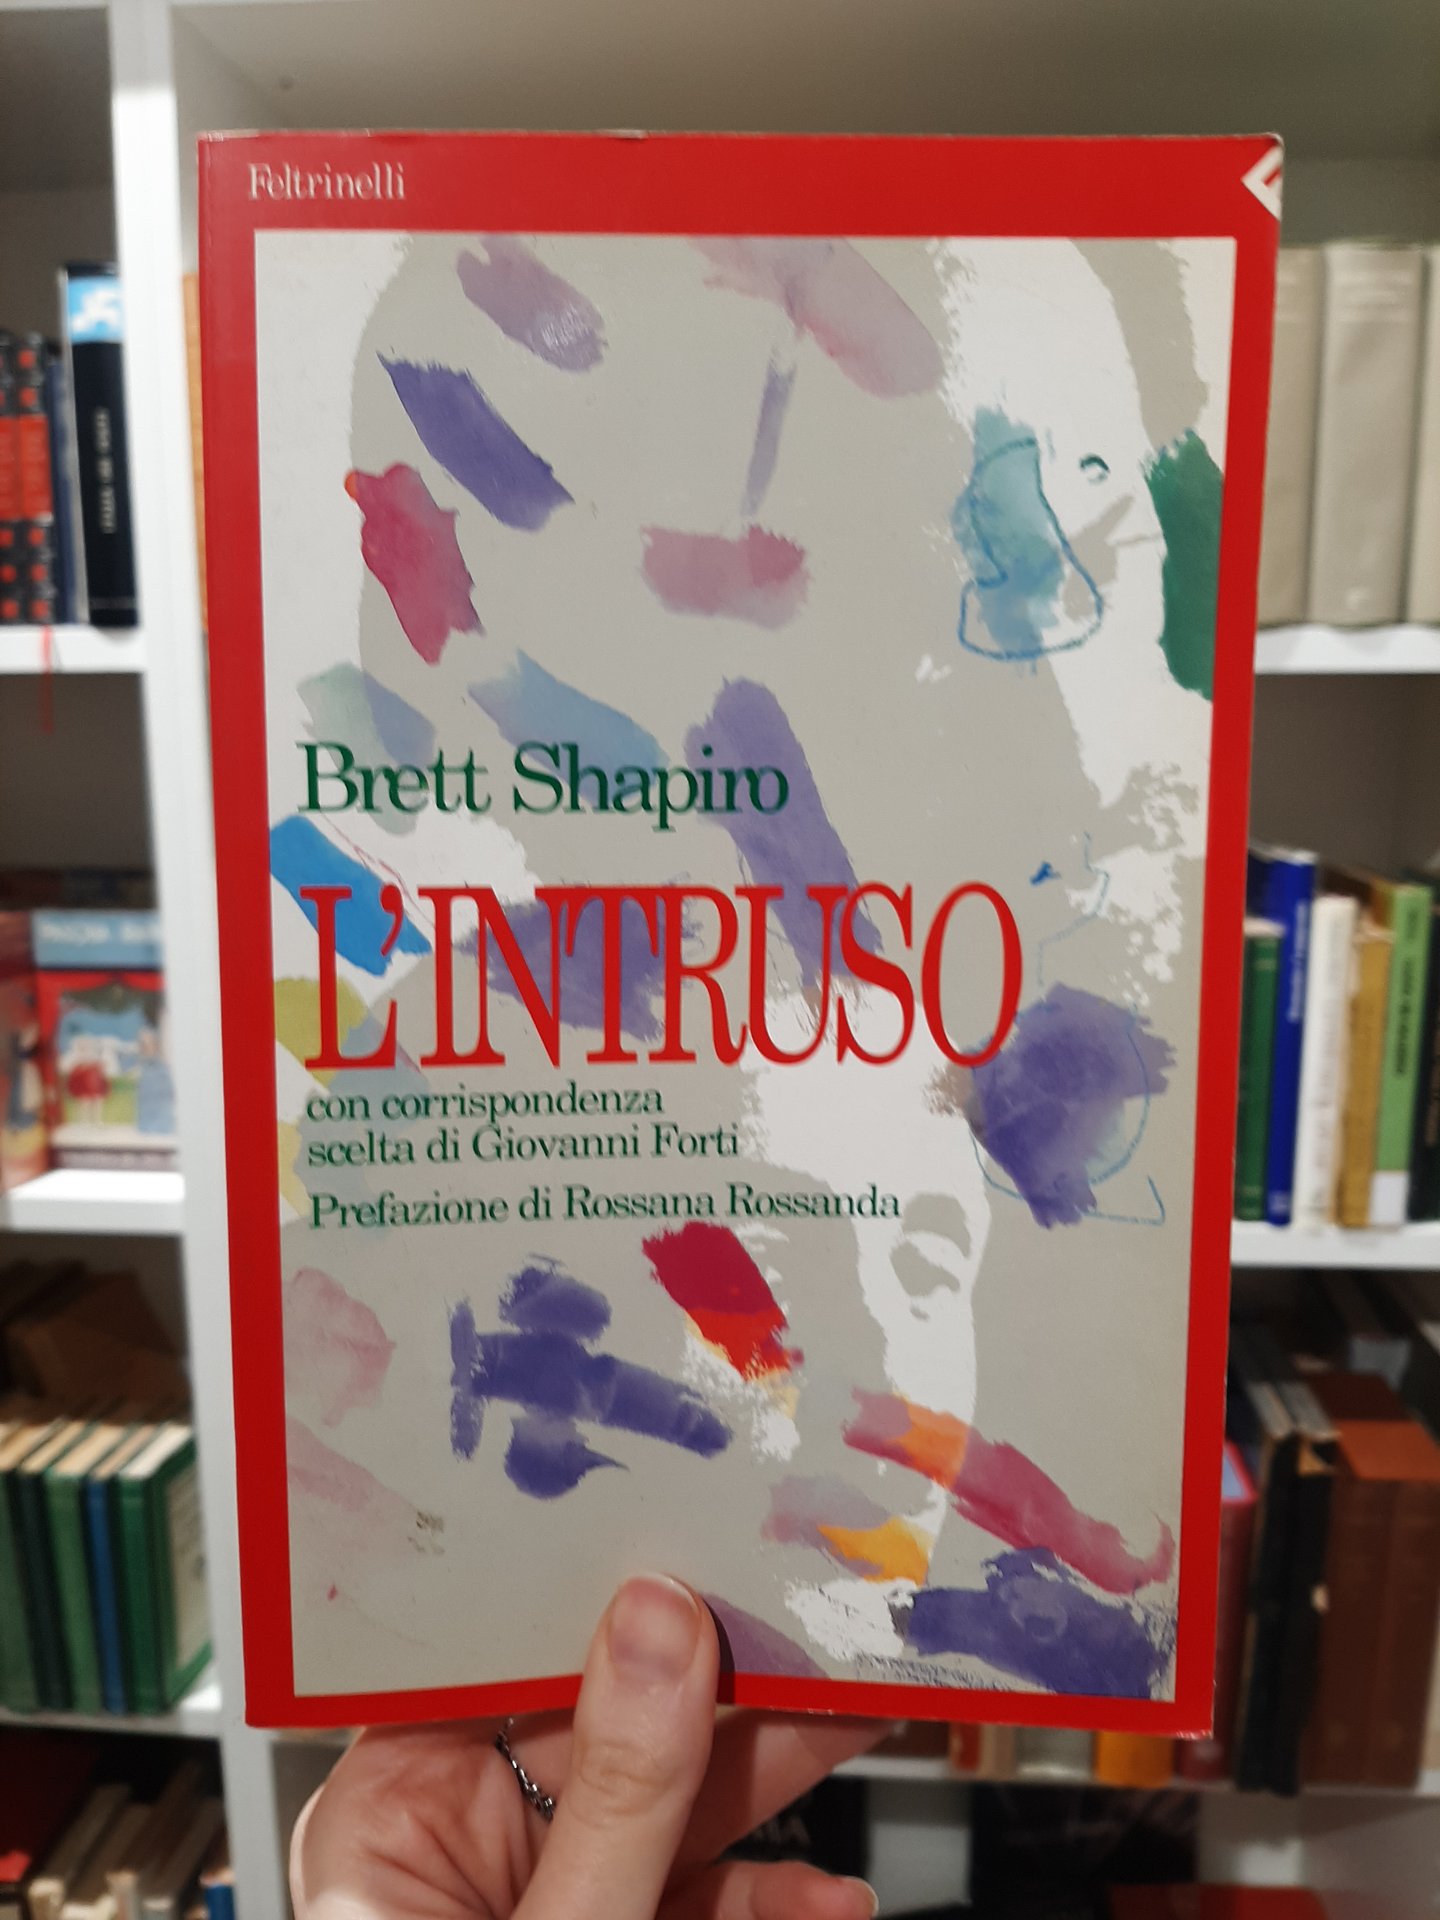 Feltrinelli
Brett Shapiro
L'INTRUSO
con corrispondenza
scelta di Giovanni Forti
Prefazione di Rossana Rossanda